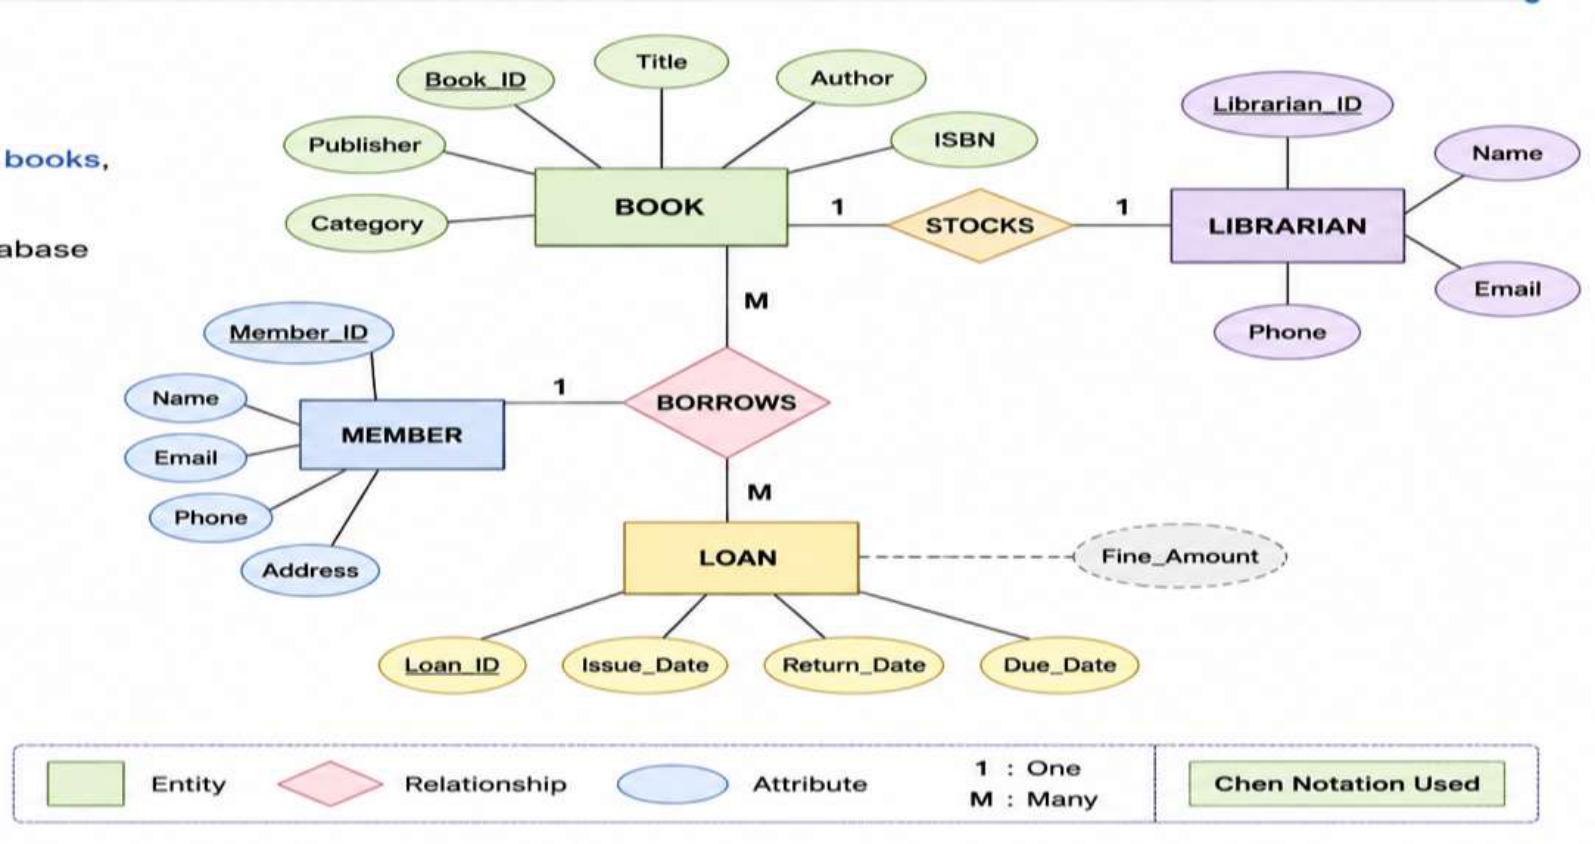 Title
Book_ID
Author
Librarian_ID
Publisher
ISBN
Name
books,
BOOK
1
STOCKS
1
LIBRARIAN
Category
abase
Email
M
Member_ID
Phone
Name
1
BORROWS
MEMBER
Email
M
Phone
LOAN
Fine_Amount
Address
Loan_ID
Issue_Date
Return_Date
Due_Date
Entity
Relationship
Attribute
1 : One
M : Many
Chen Notation Used